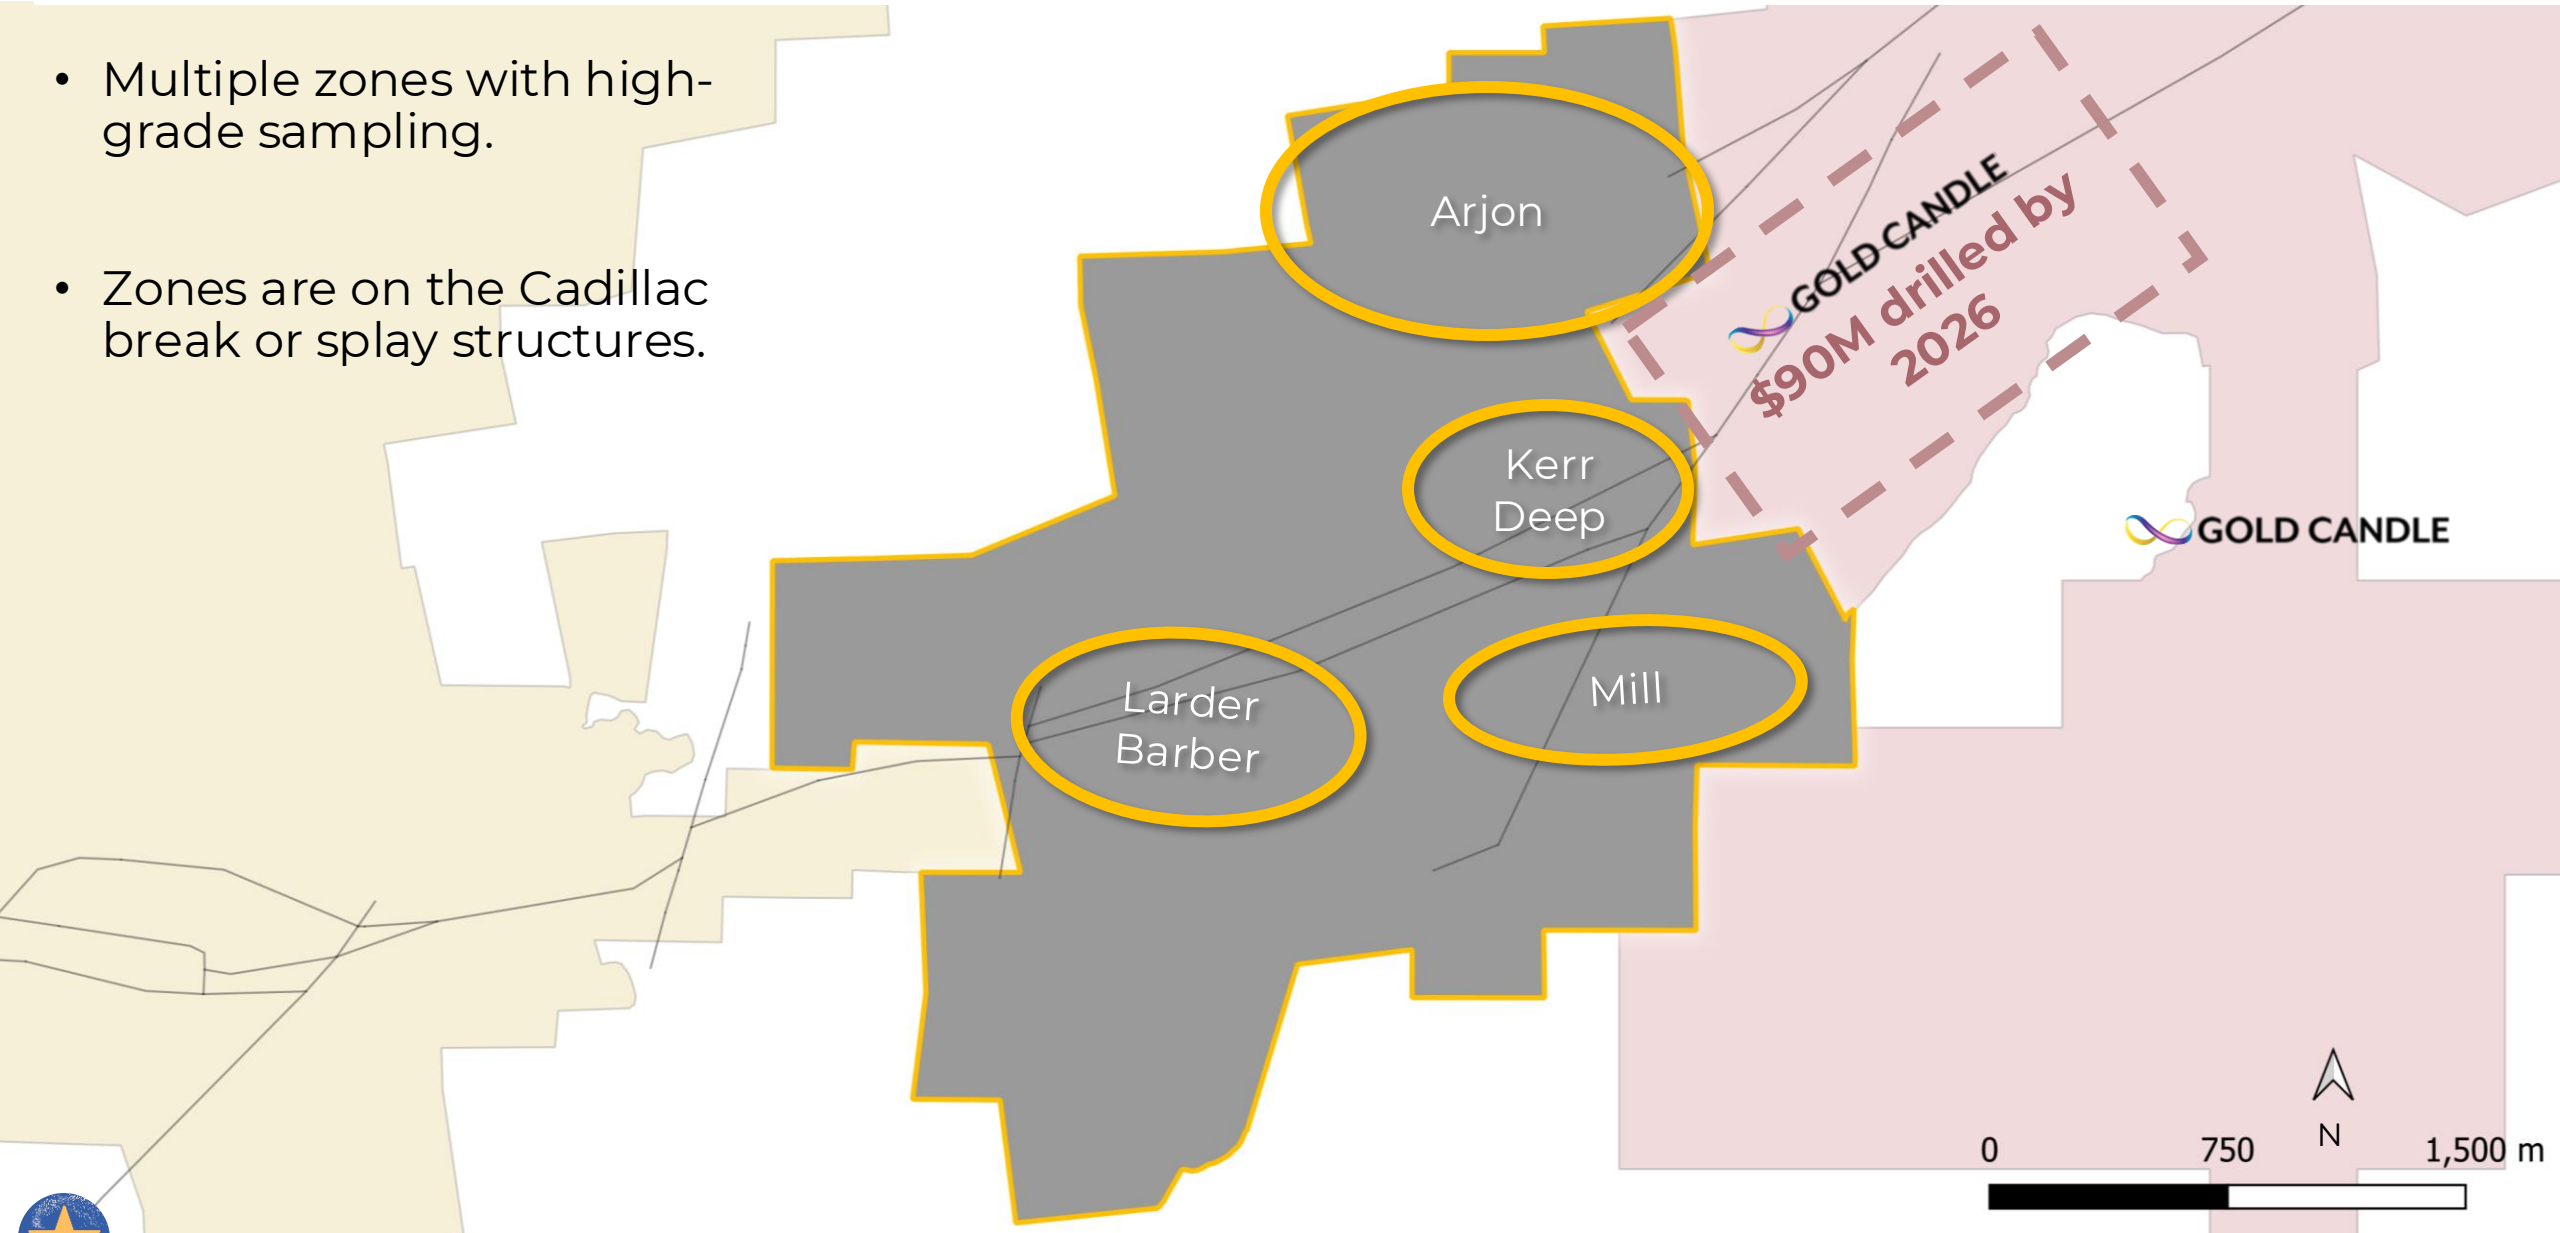 • Multiple zones with high-
grade sampling.
• Zones are on the Cadillac
break or splay structures.
Arjon
Kerr
Deep
Larder
Barber
Mill
GOLD CANDLE
$90M drilled by
2026
GOLD CANDLE
N
0 750 1,500 m